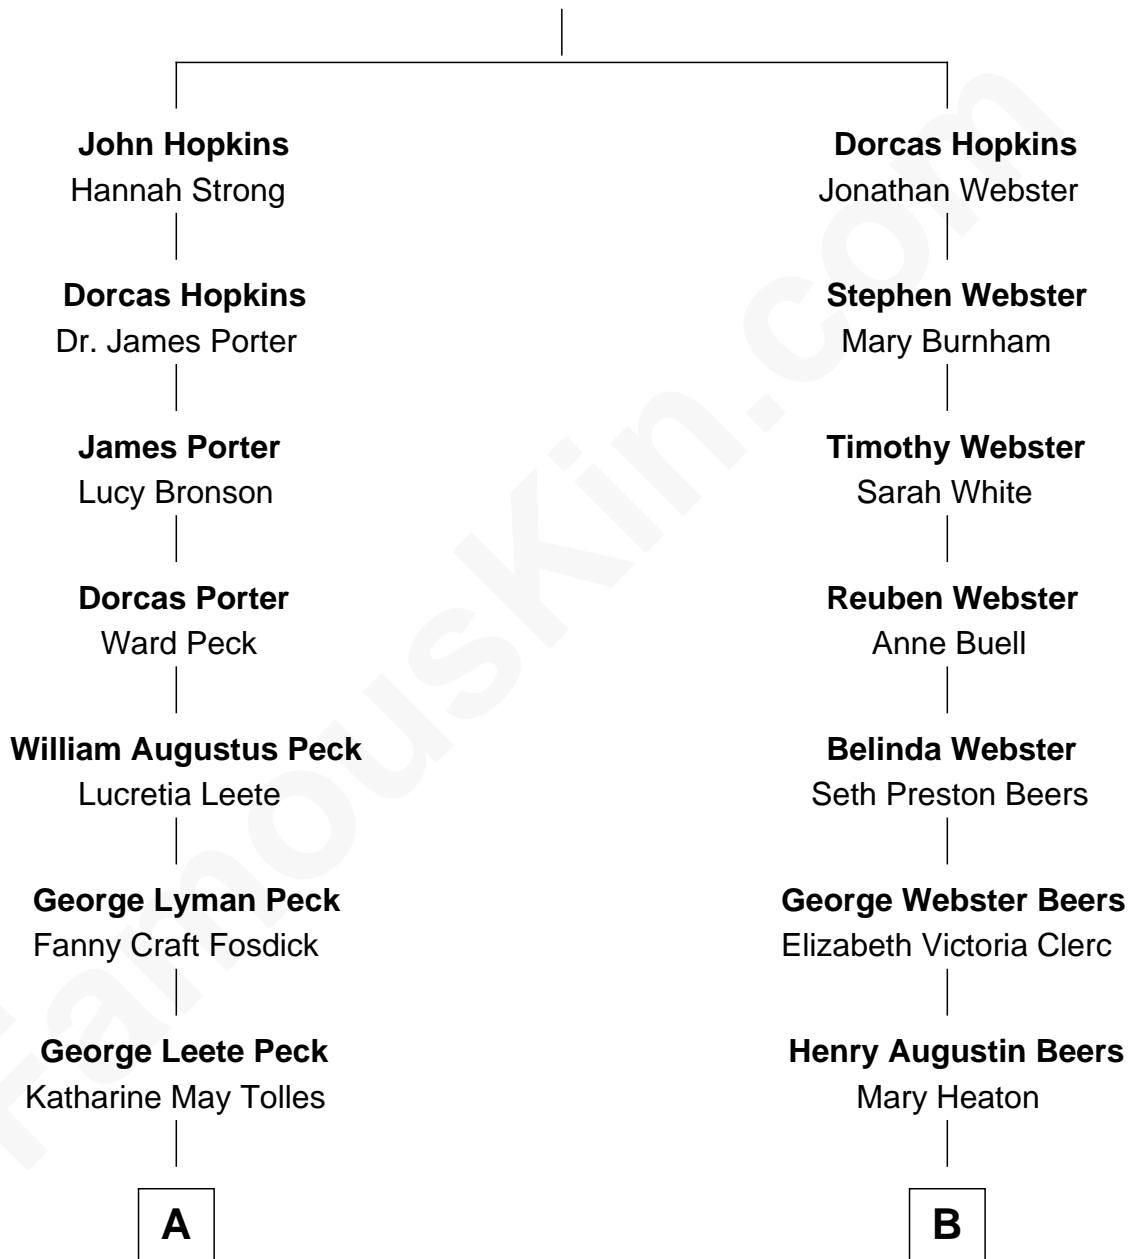 John Hopkins
Hannah Strong
Dorcas Hopkins
Jonathan Webster
Dorcas Hopkins
Dr. James Porter
Stephen Webster
Mary Burnham
James Porter
Lucy Bronson
Timothy Webster
Sarah White
Dorcas Porter
Ward Peck
Reuben Webster
Anne Buell
William Augustus Peck
Lucretia Leete
Belinda Webster
Seth Preston Beers
George Lyman Peck
Fanny Craft Fosdick
George Webster Beers
Elizabeth Victoria Clerc
George Leete Peck
Katharine May Tolles
Henry Augustin Beers
Mary Heaton
A
B
FamousKin.com